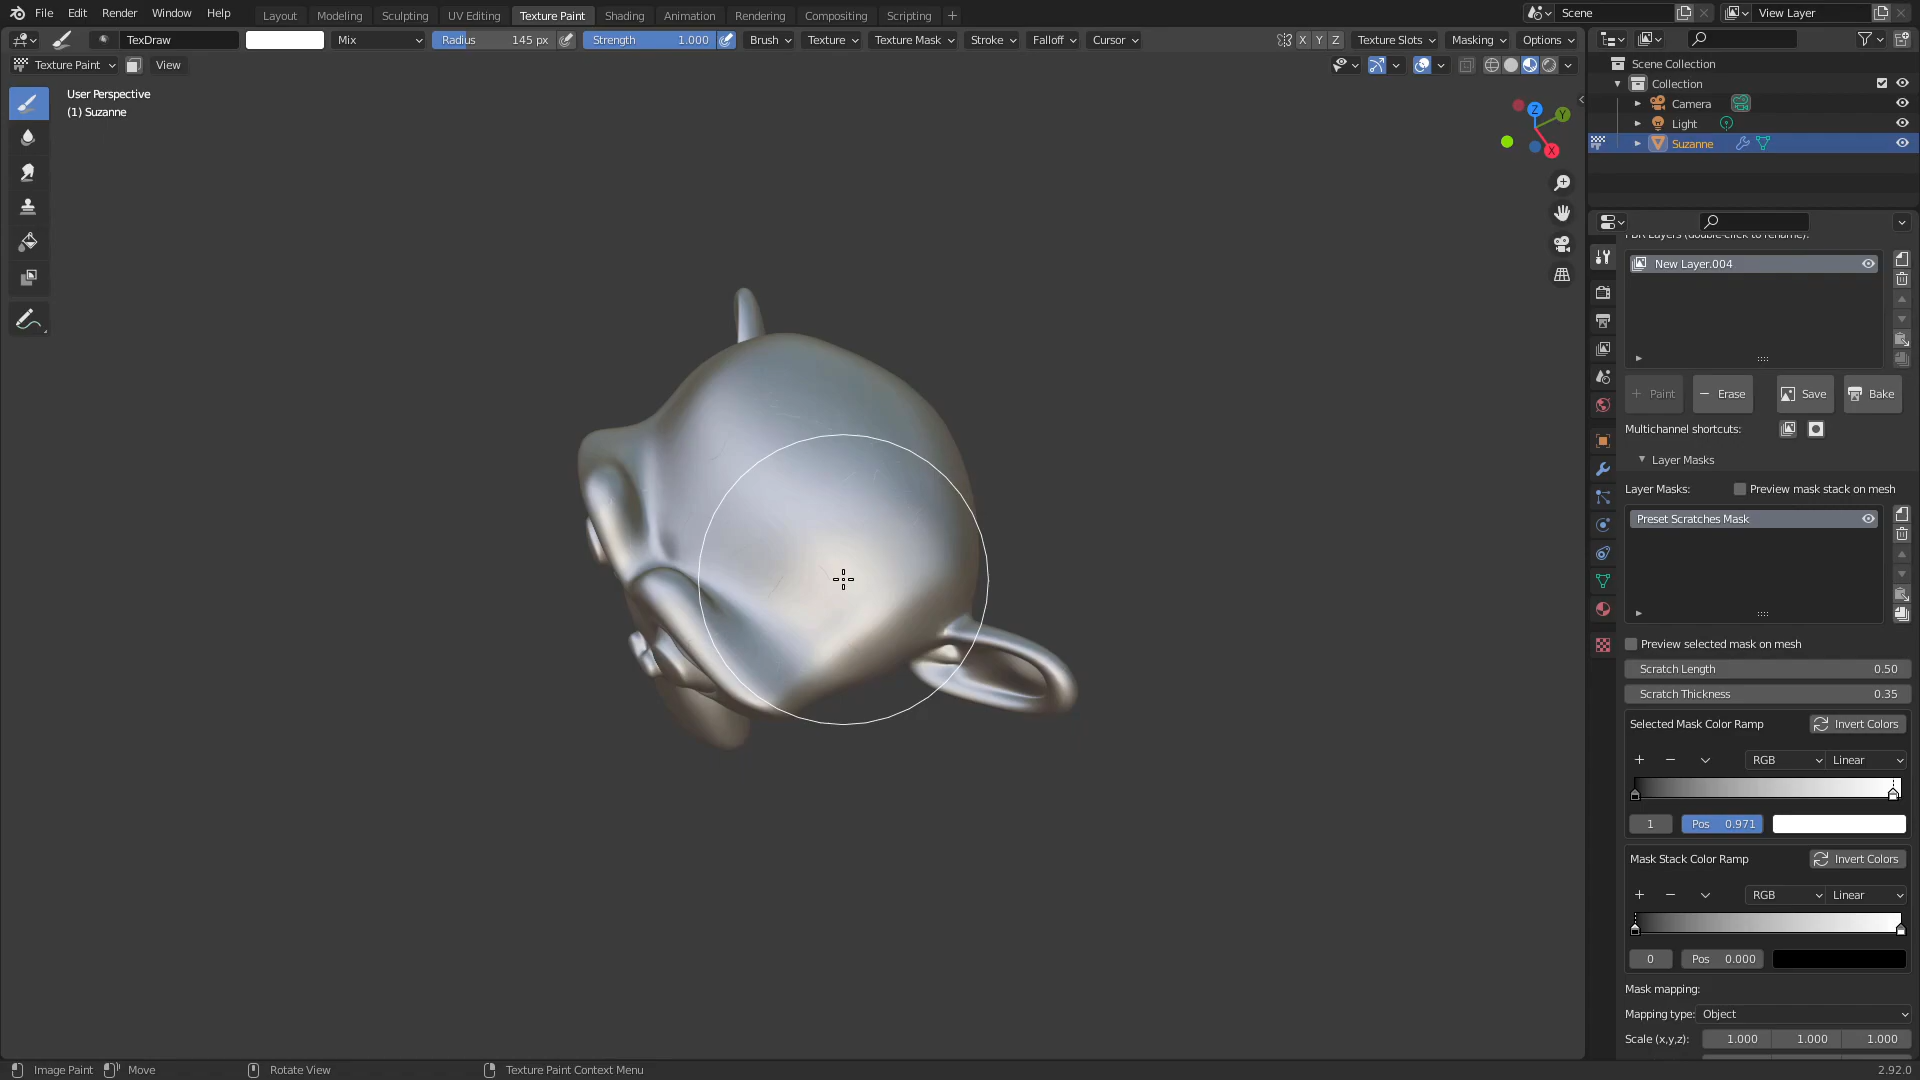 File Edit Render Window Help Layout Modeling Sculpting UV Editing Texture Paint Shading Animation Rendering Compositing Scripting + Scene View Layer
TexDraw Mix Radius 145 px Strength 1.000 Brush Texture Texture Mask Stroke Falloff Cursor X Y Z Texture Slots Masking Options
Texture Paint View
User Perspective
(1) Suzanne
Z
Y
X
Scene Collection
Collection
Camera
Light
Suzanne
PBR Layers (double-click to rename):
New Layer.004
Paint Erase Save Bake
Multichannel shortcuts:
Layer Masks
Layer Masks: Preview mask stack on mesh
Preset Scratches Mask
Preview selected mask on mesh
Scratch Length 0.50
Scratch Thickness 0.35
Selected Mask Color Ramp Invert Colors
RGB Linear
1 Pos 0.971
Mask Stack Color Ramp Invert Colors
RGB Linear
0 Pos 0.000
Mask mapping:
Mapping type: Object
Scale (x,y,z): 1.000 1.000 1.000
Image Paint Move Rotate View Texture Paint Context Menu 2.92.0